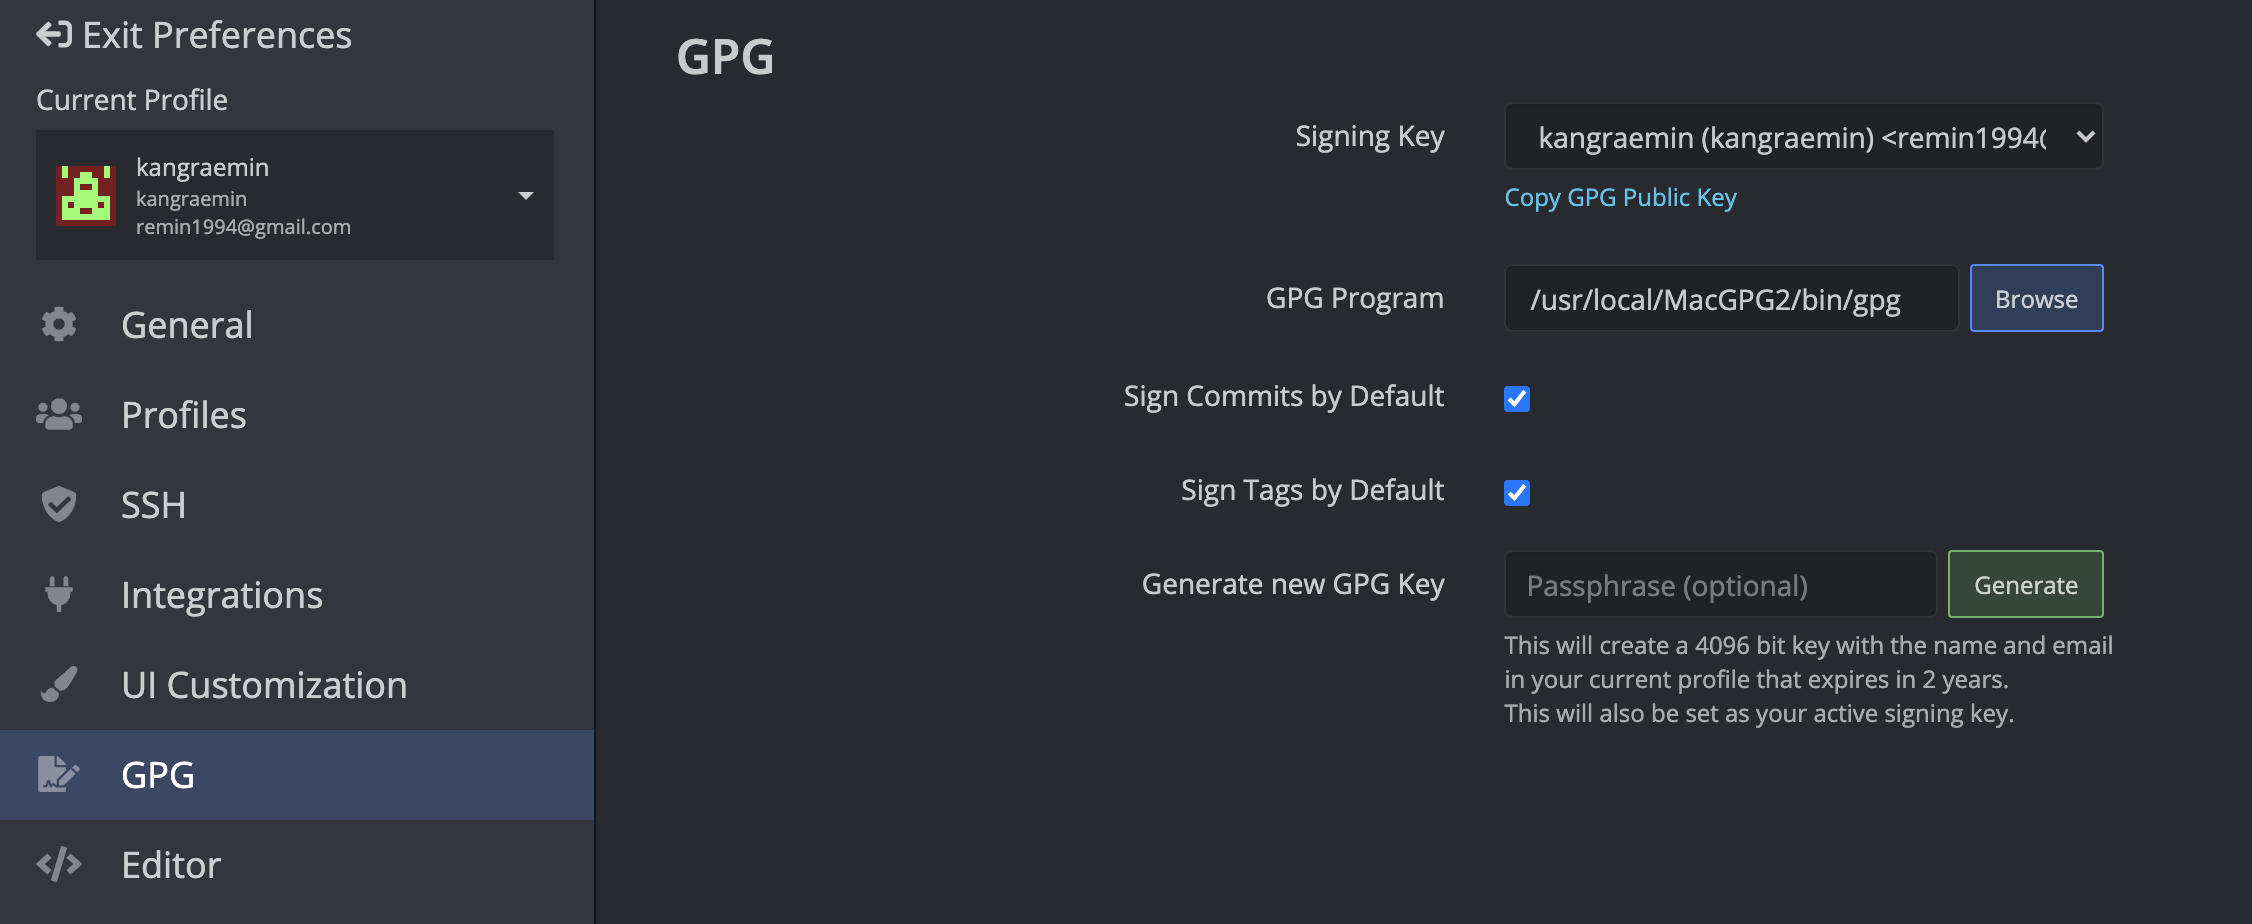 Exit Preferences
Current Profile
kangraemin
kangraemin
remin1994@gmail.com
General
Profiles
SSH
Integrations
UI Customization
GPG
Editor
GPG
Signing Key
kangraemin (kangraemin) <remin1994(
Copy GPG Public Key
GPG Program
/usr/local/MacGPG2/bin/gpg
Browse
Sign Commits by Default
Sign Tags by Default
Generate new GPG Key
Passphrase (optional)
Generate
This will create a 4096 bit key with the name and email
in your current profile that expires in 2 years.
This will also be set as your active signing key.